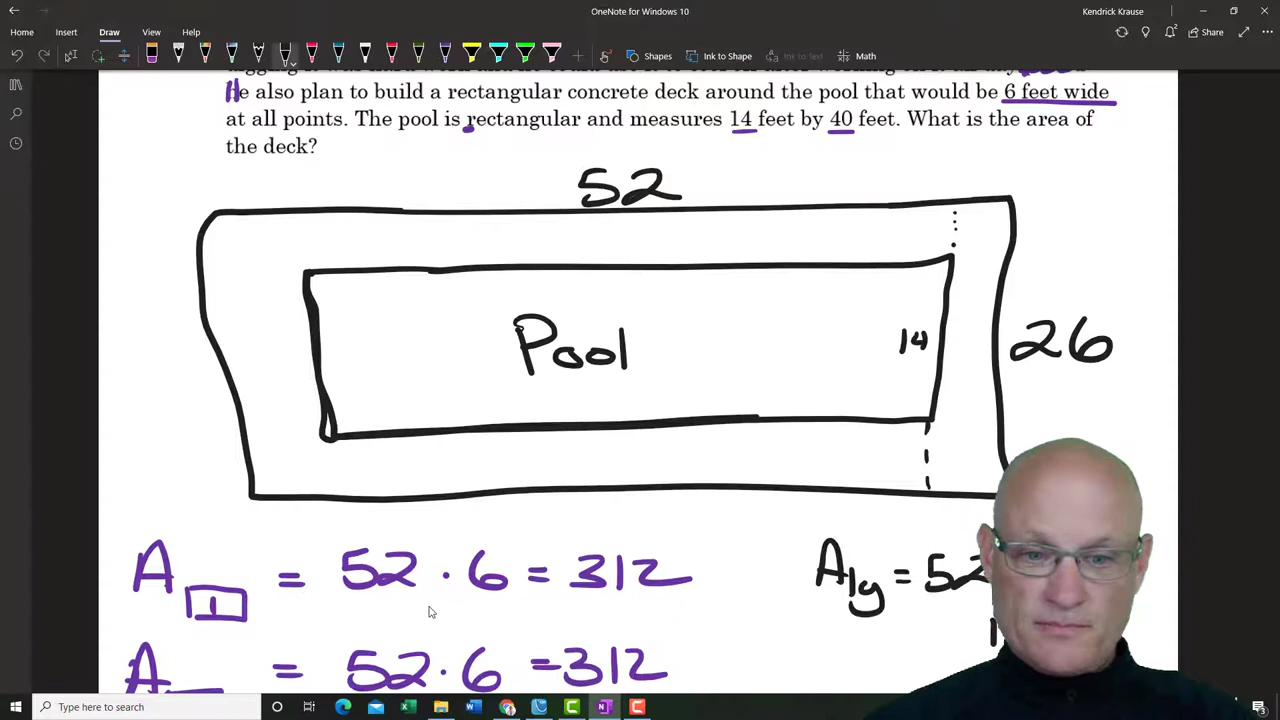 OneNote for Windows 10
Kendrick Krause
Home Insert Draw View Help
Shapes Ink to Shape Ink to Text Math Share
he also plan to build a rectangular concrete deck around the pool that would be 6 feet wide
at all points. The pool is rectangular and measures 14 feet by 40 feet. What is the area of
the deck?
52
Pool 14 26
A 1 = 52 · 6 = 312
A lg = 52
A = 52 · 6 = 312
Type here to search